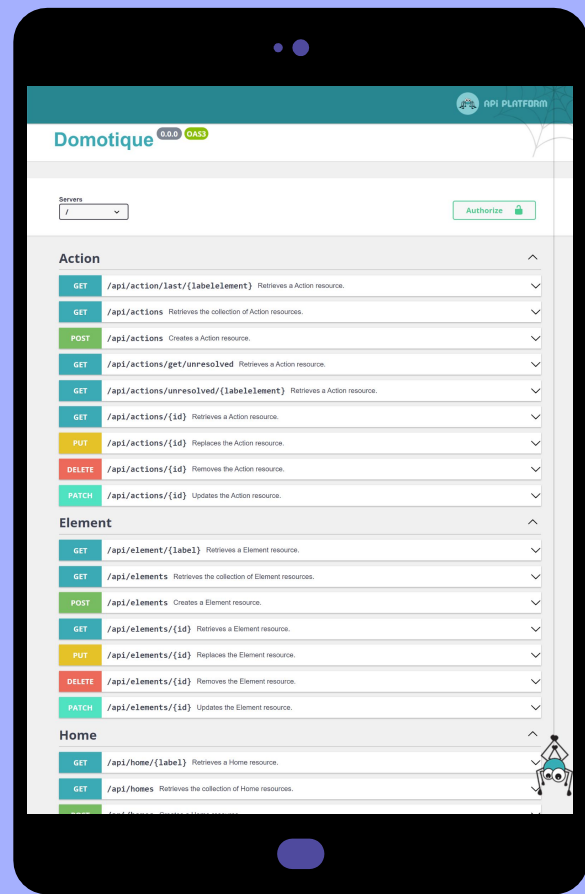 API PLATFORM
Domotique 0.0.0 OAS3
Servers
/
Authorize
Action
GET /api/action/last/{labelelement} Retrieves a Action resource.
GET /api/actions Retrieves the collection of Action resources.
POST /api/actions Creates a Action resource.
GET /api/actions/get/unresolved Retrieves a Action resource.
GET /api/actions/unresolved/{labelelement} Retrieves a Action resource.
GET /api/actions/{id} Retrieves a Action resource.
PUT /api/actions/{id} Replaces the Action resource.
DELETE /api/actions/{id} Removes the Action resource.
PATCH /api/actions/{id} Updates the Action resource.
Element
GET /api/element/{label} Retrieves a Element resource.
GET /api/elements Retrieves the collection of Element resources.
POST /api/elements Creates a Element resource.
GET /api/elements/{id} Retrieves a Element resource.
PUT /api/elements/{id} Replaces the Element resource.
DELETE /api/elements/{id} Removes the Element resource.
PATCH /api/elements/{id} Updates the Element resource.
Home
GET /api/home/{label} Retrieves a Home resource.
GET /api/homes Retrieves the collection of Home resources.